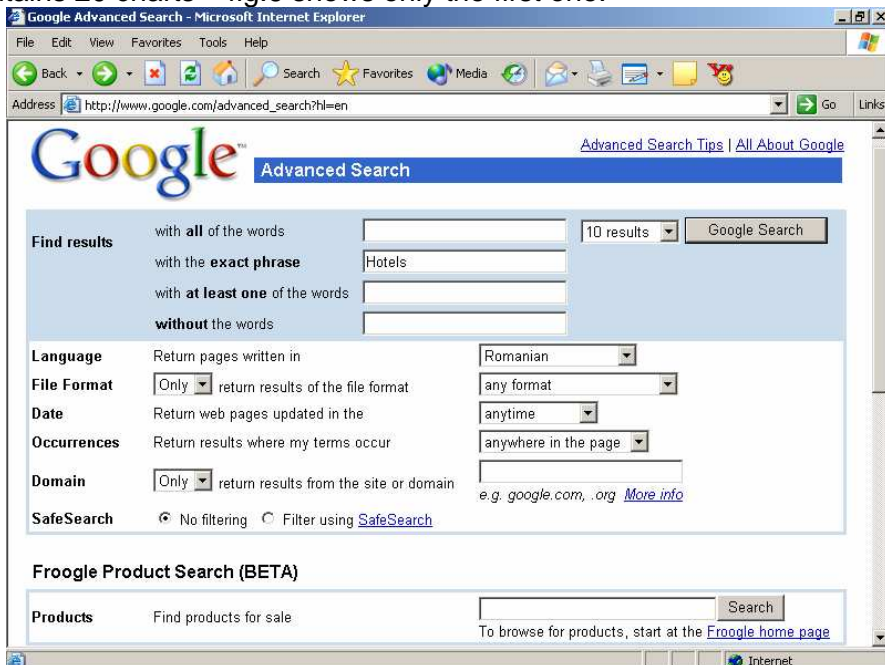 Google Advanced Search - Microsoft Internet Explorer
File Edit View Favorites Tools Help
Back Search Favorites Media
Address http://www.google.com/advanced_search?hl=en Go Links
Google™ Advanced Search Tips | All About Google
Advanced Search
Find results with all of the words 10 results Google Search
with the exact phrase Hotels
with at least one of the words
without the words
Language Return pages written in Romanian
File Format Only return results of the file format any format
Date Return web pages updated in the anytime
Occurrences Return results where my terms occur anywhere in the page
Domain Only return results from the site or domain
e.g. google.com, .org More info
SafeSearch No filtering Filter using SafeSearch
Froogle Product Search (BETA)
Products Find products for sale Search
To browse for products, start at the Froogle home page
Internet